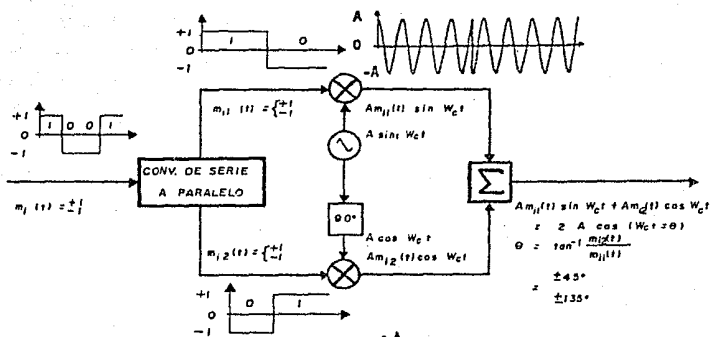 +1
0
-1
1 0
A
0
-A
+1
0
-1
1 0 0 1
m_i1 (t) = {+1 -1
Am_i1(t) sin W_c t
A sint W_c t
CONV. DE SERIE
A PARALELO
m_i (t) = ±1
90°
Σ
Am_i1(t) sin W_c t + Am_i2(t) cos W_c t
= 2 A cos (W_c t = θ)
θ = tan⁻¹ m_i2(t) / m_i1(t)
= ±45°
±135°
m_i2 (t) = {+1 -1
A cos W_c t
Am_i2 (t) cos W_c t
+1
0
-1
0 1
A